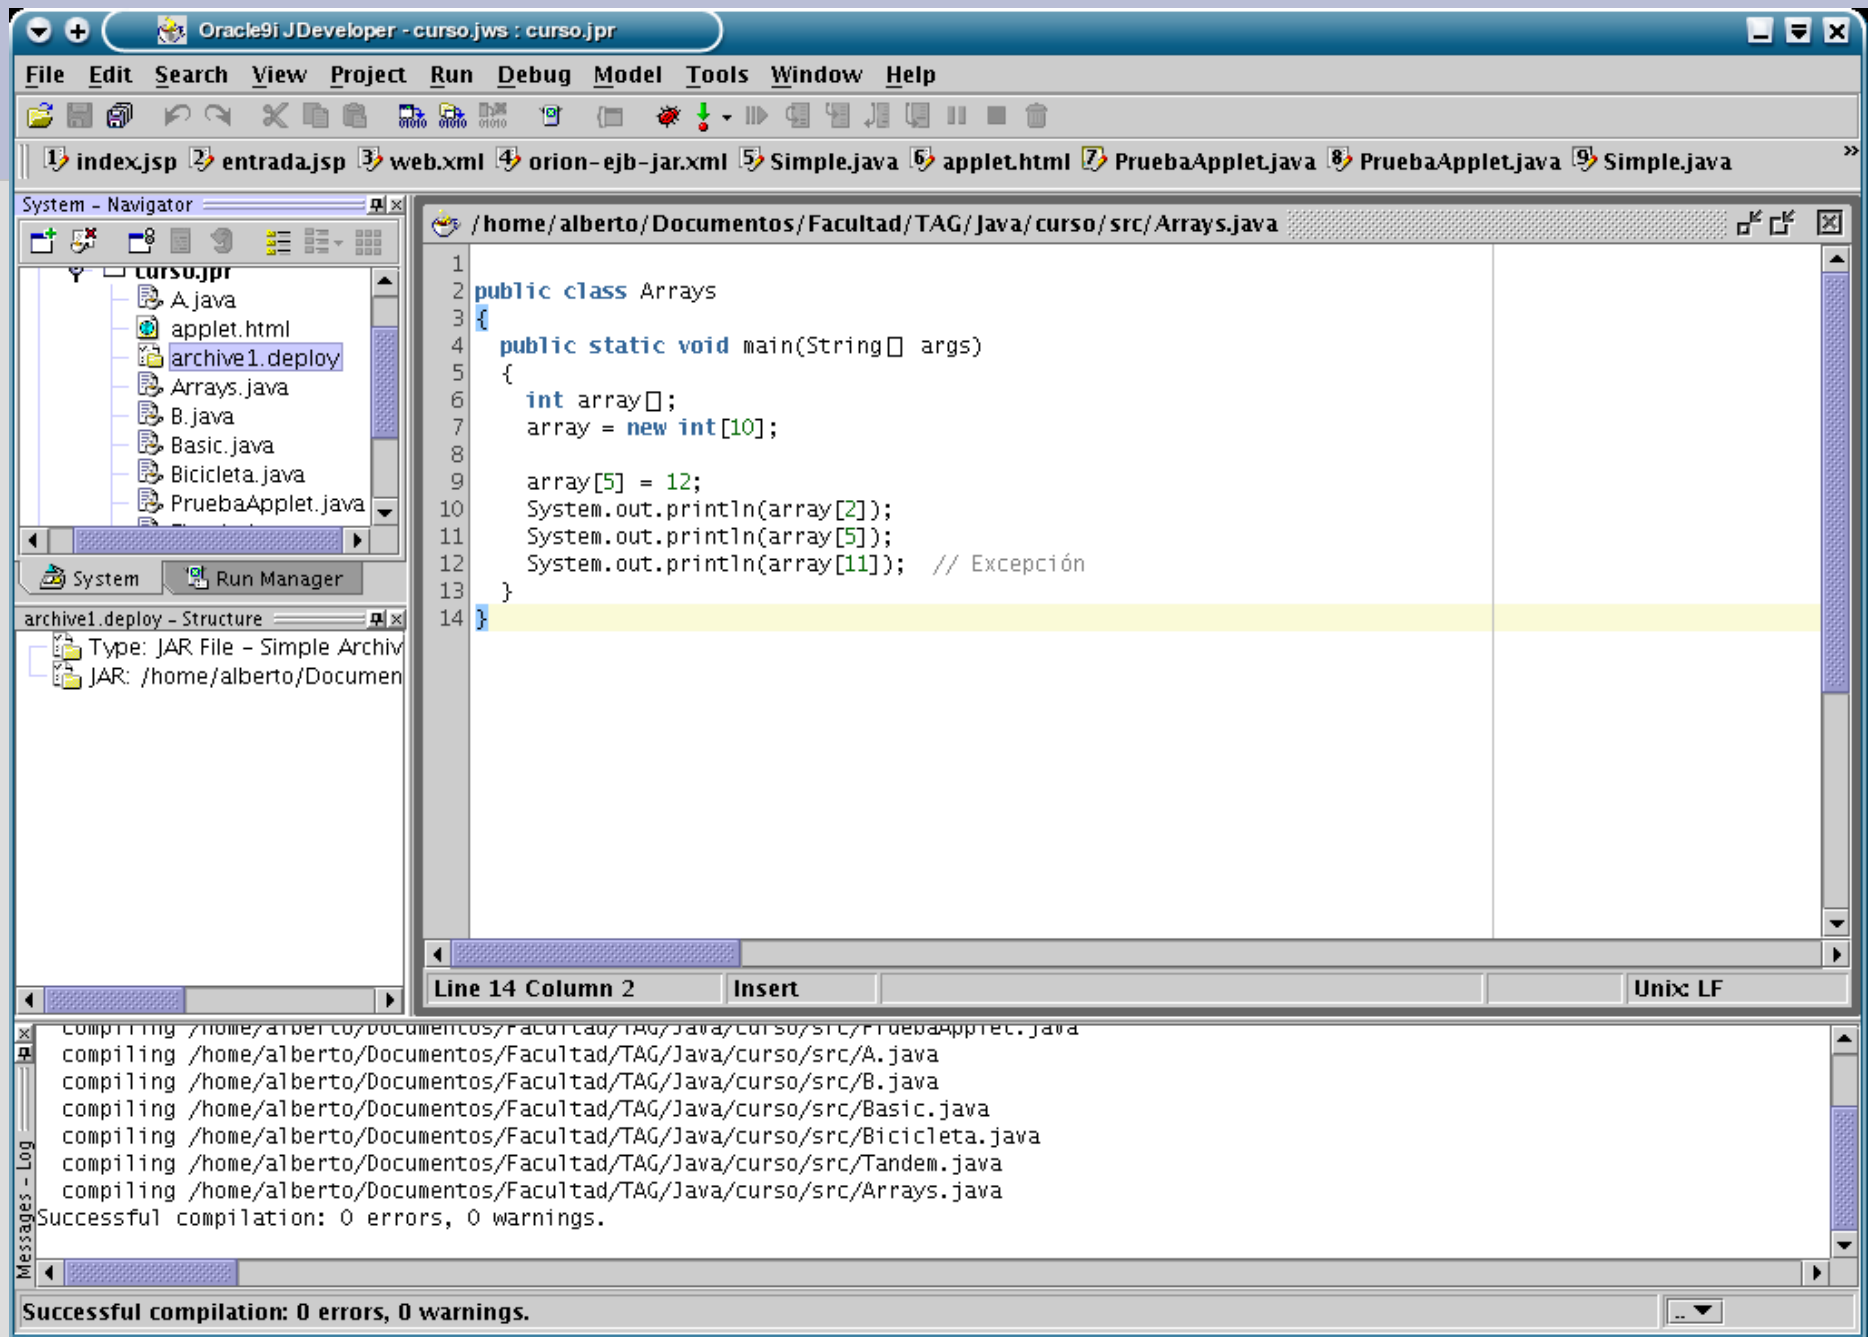 Oracle9i JDeveloper - curso.jws : curso.jpr
File Edit Search View Project Run Debug Model Tools Window Help
1 index.jsp 2 entrada.jsp 3 web.xml 4 orion-ejb-jar.xml 5 Simple.java 6 applet.html 7 PruebaApplet.java 8 PruebaApplet.java 9 Simple.java »
System - Navigator
curso.jpr
A.java
applet.html
archive1.deploy
Arrays.java
B.java
Basic.java
Bicicleta.java
PruebaApplet.java
System Run Manager
archive1.deploy - Structure
Type: JAR File - Simple Archiv
JAR: /home/alberto/Documen
/home/alberto/Documentos/Facultad/TAG/Java/curso/src/Arrays.java
1
2 public class Arrays
3 {
4 public static void main(String[] args)
5 {
6 int array[];
7 array = new int[10];
8
9 array[5] = 12;
10 System.out.println(array[2]);
11 System.out.println(array[5]);
12 System.out.println(array[11]); // Excepción
13 }
14 }
Line 14 Column 2 Insert Unix: LF
Messages - Log
compiling /home/alberto/Documentos/Facultad/TAG/Java/curso/src/PruebaApplet.java
compiling /home/alberto/Documentos/Facultad/TAG/Java/curso/src/A.java
compiling /home/alberto/Documentos/Facultad/TAG/Java/curso/src/B.java
compiling /home/alberto/Documentos/Facultad/TAG/Java/curso/src/Basic.java
compiling /home/alberto/Documentos/Facultad/TAG/Java/curso/src/Bicicleta.java
compiling /home/alberto/Documentos/Facultad/TAG/Java/curso/src/Tandem.java
compiling /home/alberto/Documentos/Facultad/TAG/Java/curso/src/Arrays.java
Successful compilation: 0 errors, 0 warnings.
Successful compilation: 0 errors, 0 warnings.